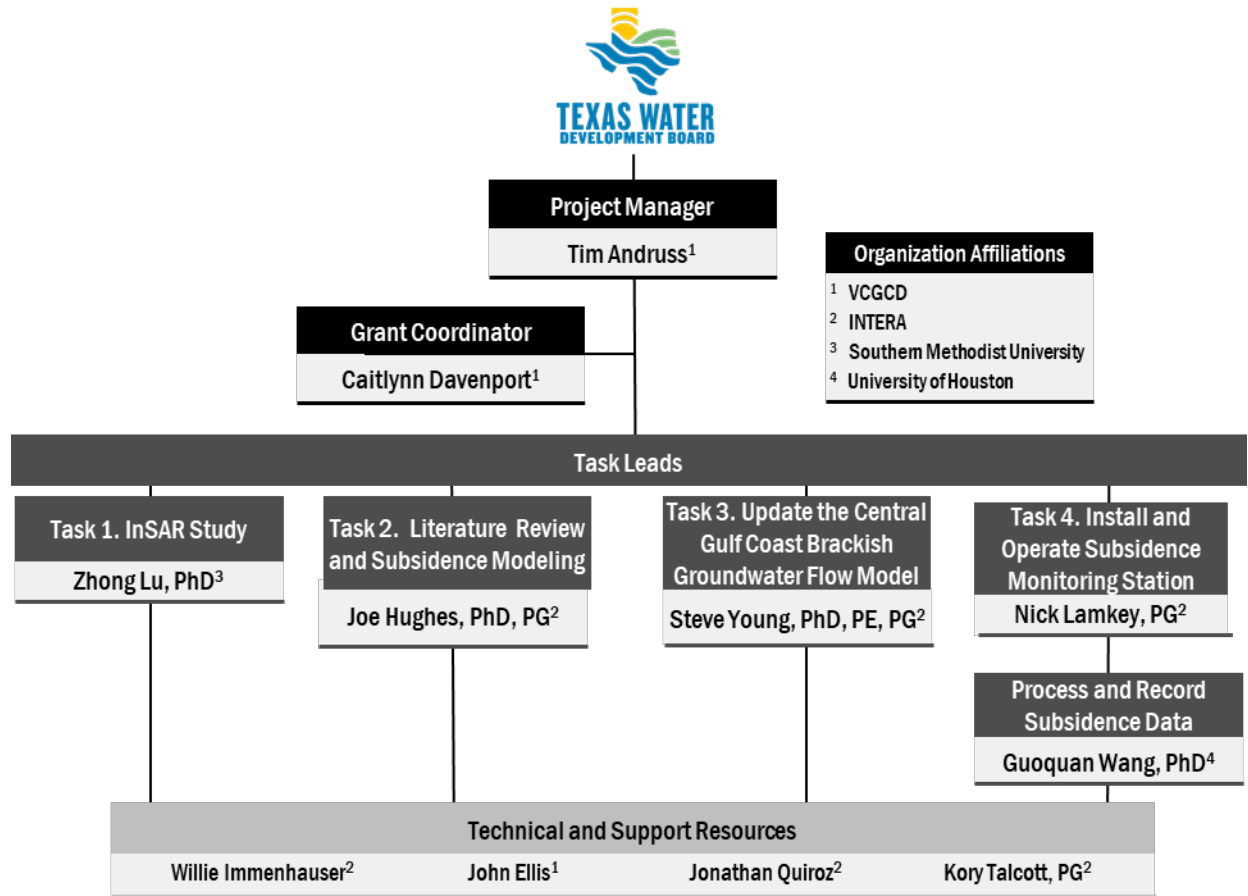 TEXAS WATER
DEVELOPMENT BOARD
Project Manager
Tim Andruss¹
Organization Affiliations
¹ VCGCD
² INTERA
³ Southern Methodist University
⁴ University of Houston
Grant Coordinator
Caitlynn Davenport¹
Task Leads
Task 1. InSAR Study
Zhong Lu, PhD³
Task 2. Literature Review
and Subsidence Modeling
Joe Hughes, PhD, PG²
Task 3. Update the Central
Gulf Coast Brackish
Groundwater Flow Model
Steve Young, PhD, PE, PG²
Task 4. Install and
Operate Subsidence
Monitoring Station
Nick Lamkey, PG²
Process and Record
Subsidence Data
Guoquan Wang, PhD⁴
Technical and Support Resources
Willie Immenhauser² John Ellis¹ Jonathan Quiroz² Kory Talcott, PG²